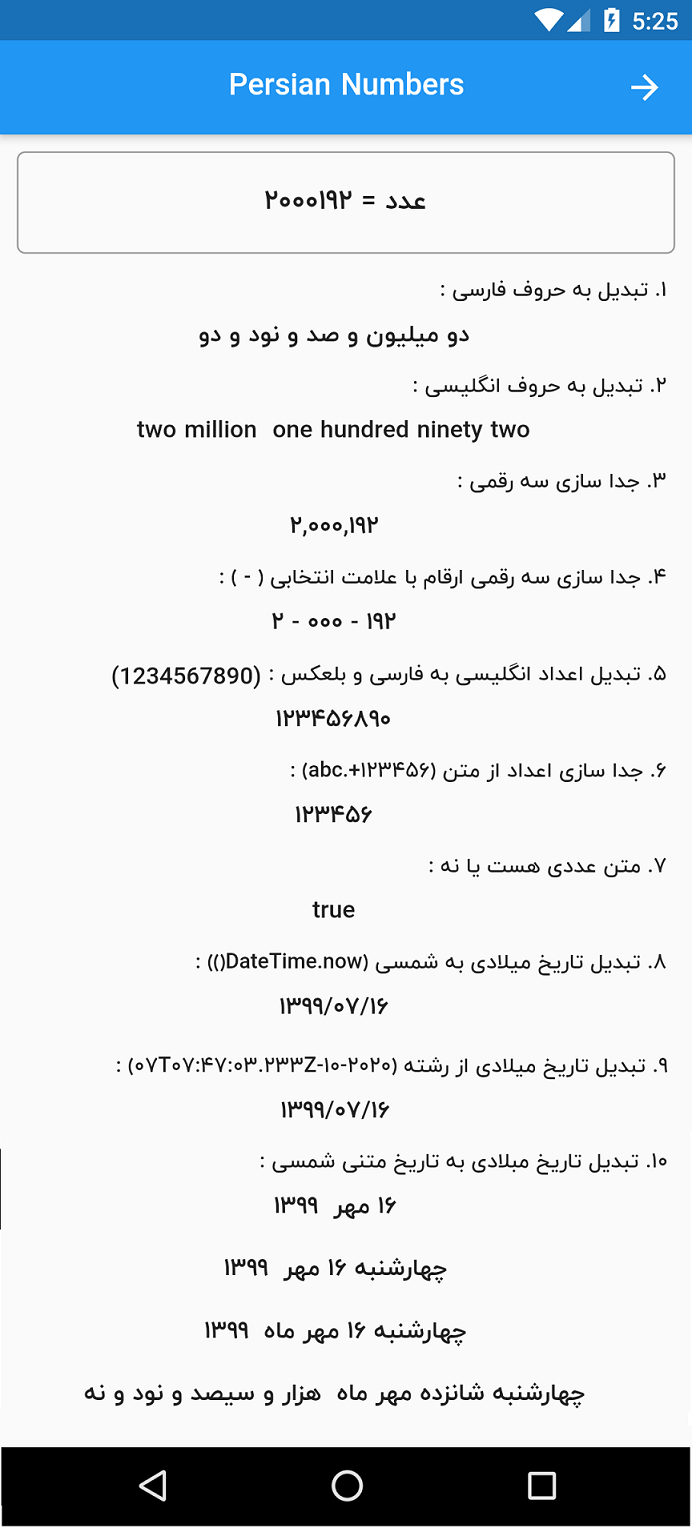 5:25
Persian Numbers
عدد = ۲۰۰۰۱۹۲
۱. تبدیل به حروف فارسی :
دو میلیون و صد و نود و دو
۲. تبدیل به حروف انگلیسی :
two million  one hundred ninety two
۳. جدا سازی سه رقمی :
۲,۰۰۰,۱۹۲
۴. جدا سازی سه رقمی ارقام با علامت انتخابی ( - ) :
۲ - ۰۰۰ - ۱۹۲
۵. تبدیل اعداد انگلیسی به فارسی و بلعکس : (1234567890)
۱۲۳۴۵۶۸۹۰
۶. جدا سازی اعداد از متن (abc.+۱۲۳۴۵۶) :
۱۲۳۴۵۶
۷. متن عددی هست یا نه :
true
۸. تبدیل تاریخ میلادی به شمسی (DateTime.now()) :
۱۳۹۹/۰۷/۱۶
۹. تبدیل تاریخ میلادی از رشته (۲۰۲۰-۱۰-۰۷T۰۷:۴۷:۰۳.۲۳۳Z) :
۱۳۹۹/۰۷/۱۶
۱۰. تبدیل تاریخ مبلادی به تاریخ متنی شمسی :
۱۶ مهر  ۱۳۹۹
چهارشنبه ۱۶ مهر  ۱۳۹۹
چهارشنبه ۱۶ مهر ماه  ۱۳۹۹
چهارشنبه شانزده مهر ماه  هزار و سیصد و نود و نه